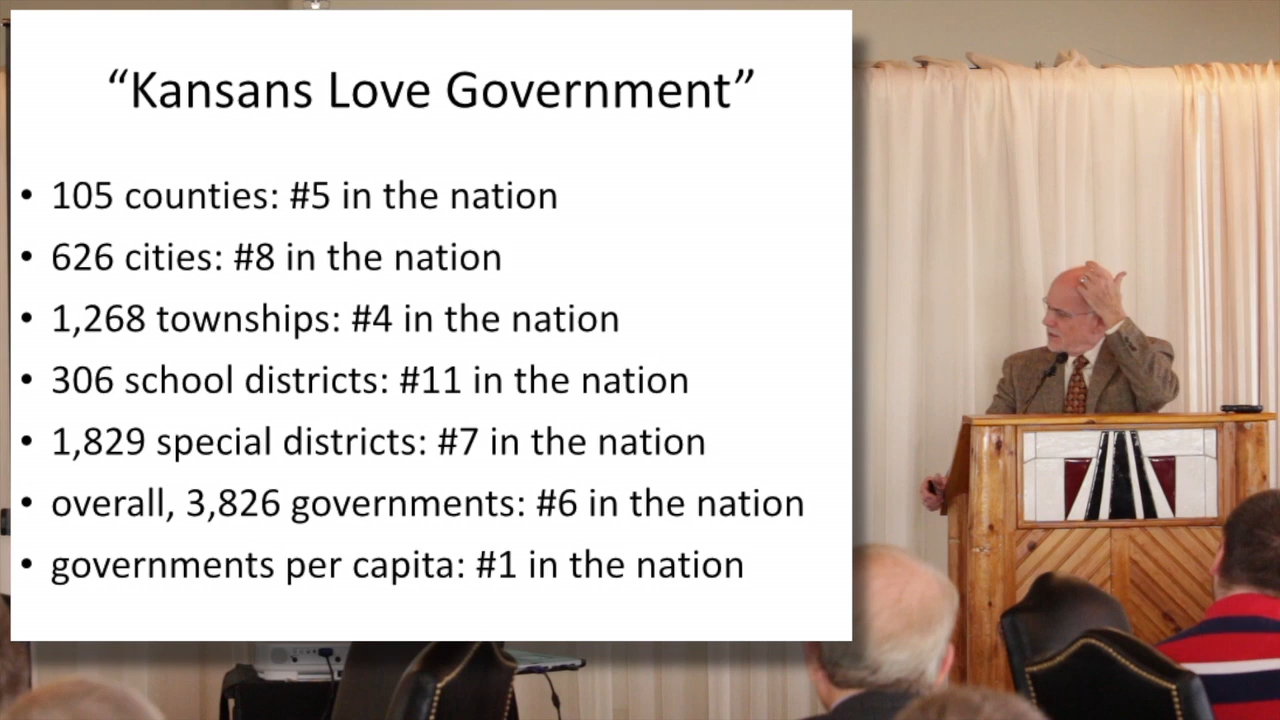 “Kansans Love Government”
• 105 counties: #5 in the nation
• 626 cities: #8 in the nation
• 1,268 townships: #4 in the nation
• 306 school districts: #11 in the nation
• 1,829 special districts: #7 in the nation
• overall, 3,826 governments: #6 in the nation
• governments per capita: #1 in the nation